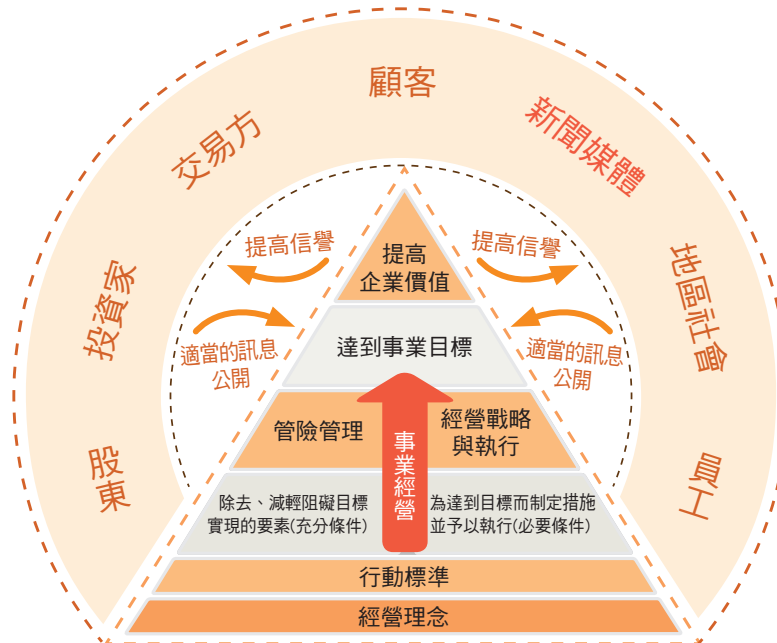 顧客
交易方
新聞媒體
投資家
地區社會
股東
員工
提高信譽
提高信譽
適當的訊息
公開
適當的訊息
公開
提高
企業價值
達到事業目標
管險管理
經營戰略
與執行
事業經營
除去、減輕阻礙目標
實現的要素(充分條件)
為達到目標而制定措施
並予以執行(必要條件)
行動標準
經營理念